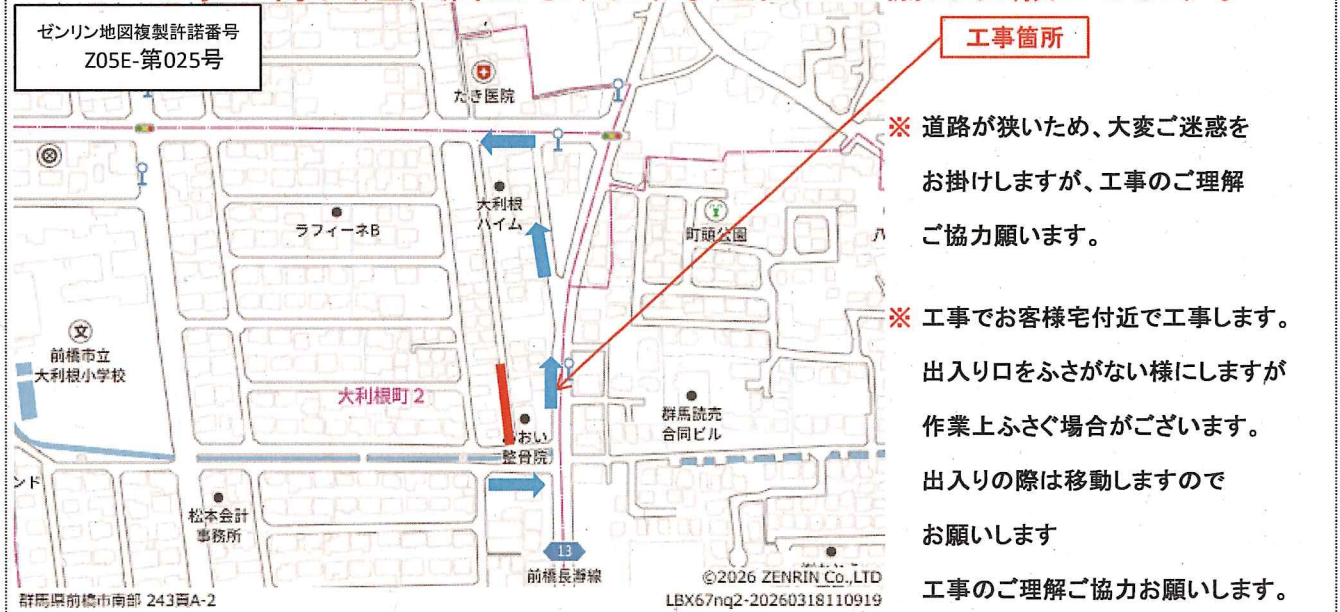 ゼンリン地図複製許諾番号
Z05E-第025号
工事箇所
たき医院
※ 道路が狭いため、大変ご迷惑を
お掛けしますが、工事のご理解
ご協力願います。
大利根
ハイム
ラフィーネB
町頭公園
八
※ 工事でお客様宅付近で工事します。
出入り口をふさがない様にしますが
作業上ふさぐ場合がございます。
出入りの際は移動しますので
お願いします
工事のご理解ご協力お願いします。
文
前橋市立
大利根小学校
大利根町2
群馬読売
合同ビル
おい
整骨院
ンド
松本会計
事務所
13
前橋長瀞線
©2026 ZENRIN Co.,LTD
群馬県前橋市南部 243頁A-2
LBX67nq2-20260318110919